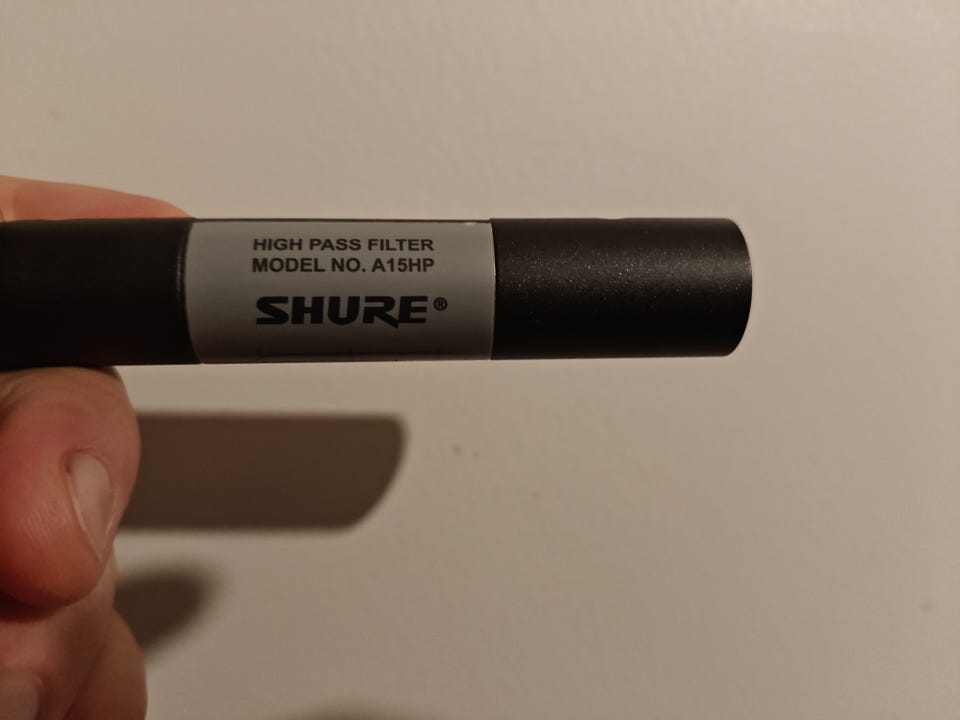 HIGH PASS FILTER
MODEL NO. A15HP
SHURE®